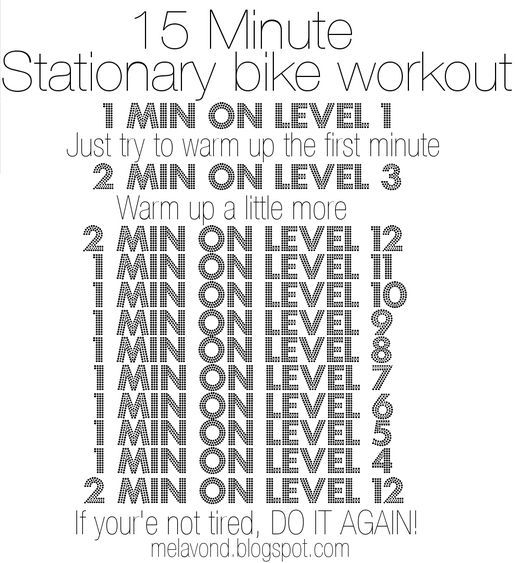 15 Minute
Stationary bike workout
1 MIN ON LEVEL 1
Just try to warm up the first minute
2 MIN ON LEVEL 3
Warm up a little more
2 MIN ON LEVEL 12
1 MIN ON LEVEL 11
1 MIN ON LEVEL 10
1 MIN ON LEVEL 9
1 MIN ON LEVEL 8
1 MIN ON LEVEL 7
1 MIN ON LEVEL 6
1 MIN ON LEVEL 5
1 MIN ON LEVEL 4
2 MIN ON LEVEL 12
If your'e not tired, DO IT AGAIN!
melavond.blogspot.com